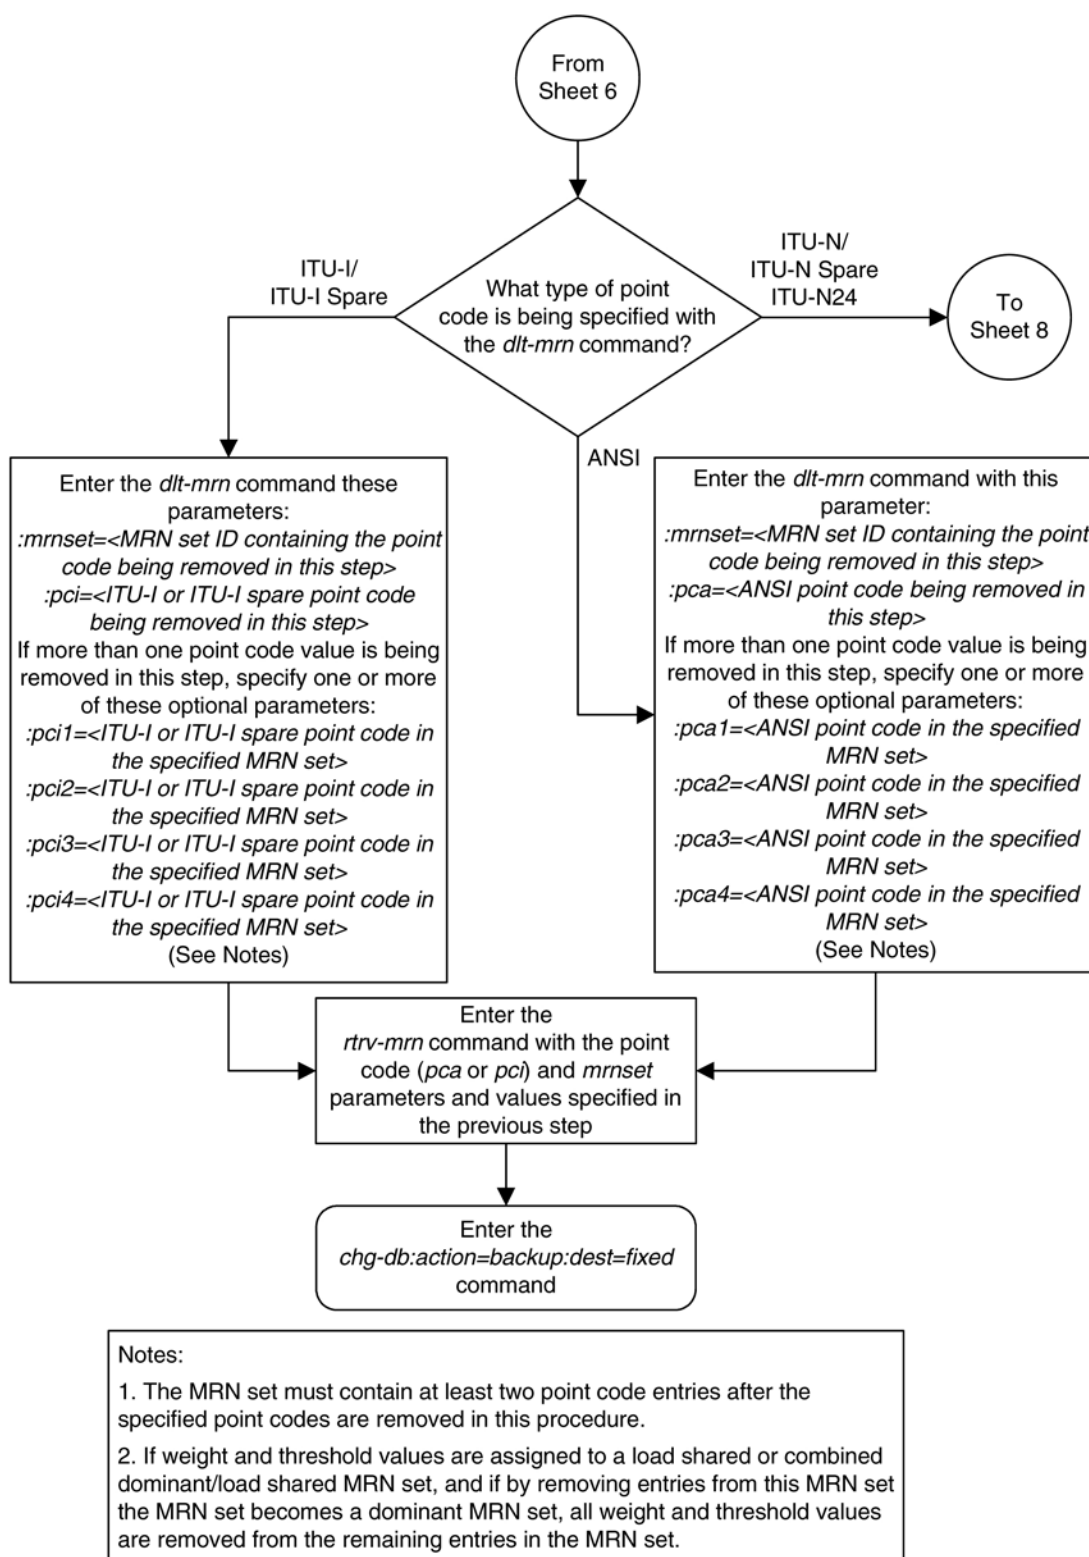 From
Sheet 6
What type of point
code is being specified with
the dlt-mrn command?
ITU-I/
ITU-I Spare
ITU-N/
ITU-N Spare
ITU-N24
To
Sheet 8
ANSI
Enter the dlt-mrn command these
parameters:
:mrnset=<MRN set ID containing the point
code being removed in this step>
:pci=<ITU-I or ITU-I spare point code
being removed in this step>
If more than one point code value is being
removed in this step, specify one or more
of these optional parameters:
:pci1=<ITU-I or ITU-I spare point code in
the specified MRN set>
:pci2=<ITU-I or ITU-I spare point code in
the specified MRN set>
:pci3=<ITU-I or ITU-I spare point code in
the specified MRN set>
:pci4=<ITU-I or ITU-I spare point code in
the specified MRN set>
(See Notes)
Enter the dlt-mrn command with this
parameter:
:mrnset=<MRN set ID containing the point
code being removed in this step>
:pca=<ANSI point code being removed in
this step>
If more than one point code value is being
removed in this step, specify one or more
of these optional parameters:
:pca1=<ANSI point code in the specified
MRN set>
:pca2=<ANSI point code in the specified
MRN set>
:pca3=<ANSI point code in the specified
MRN set>
:pca4=<ANSI point code in the specified
MRN set>
(See Notes)
Enter the
rtrv-mrn command with the point
code (pca or pci) and mrnset
parameters and values specified in
the previous step
Enter the
chg-db:action=backup:dest=fixed
command
Notes:
1. The MRN set must contain at least two point code entries after the
specified point codes are removed in this procedure.
2. If weight and threshold values are assigned to a load shared or combined
dominant/load shared MRN set, and if by removing entries from this MRN set
the MRN set becomes a dominant MRN set, all weight and threshold values
are removed from the remaining entries in the MRN set.